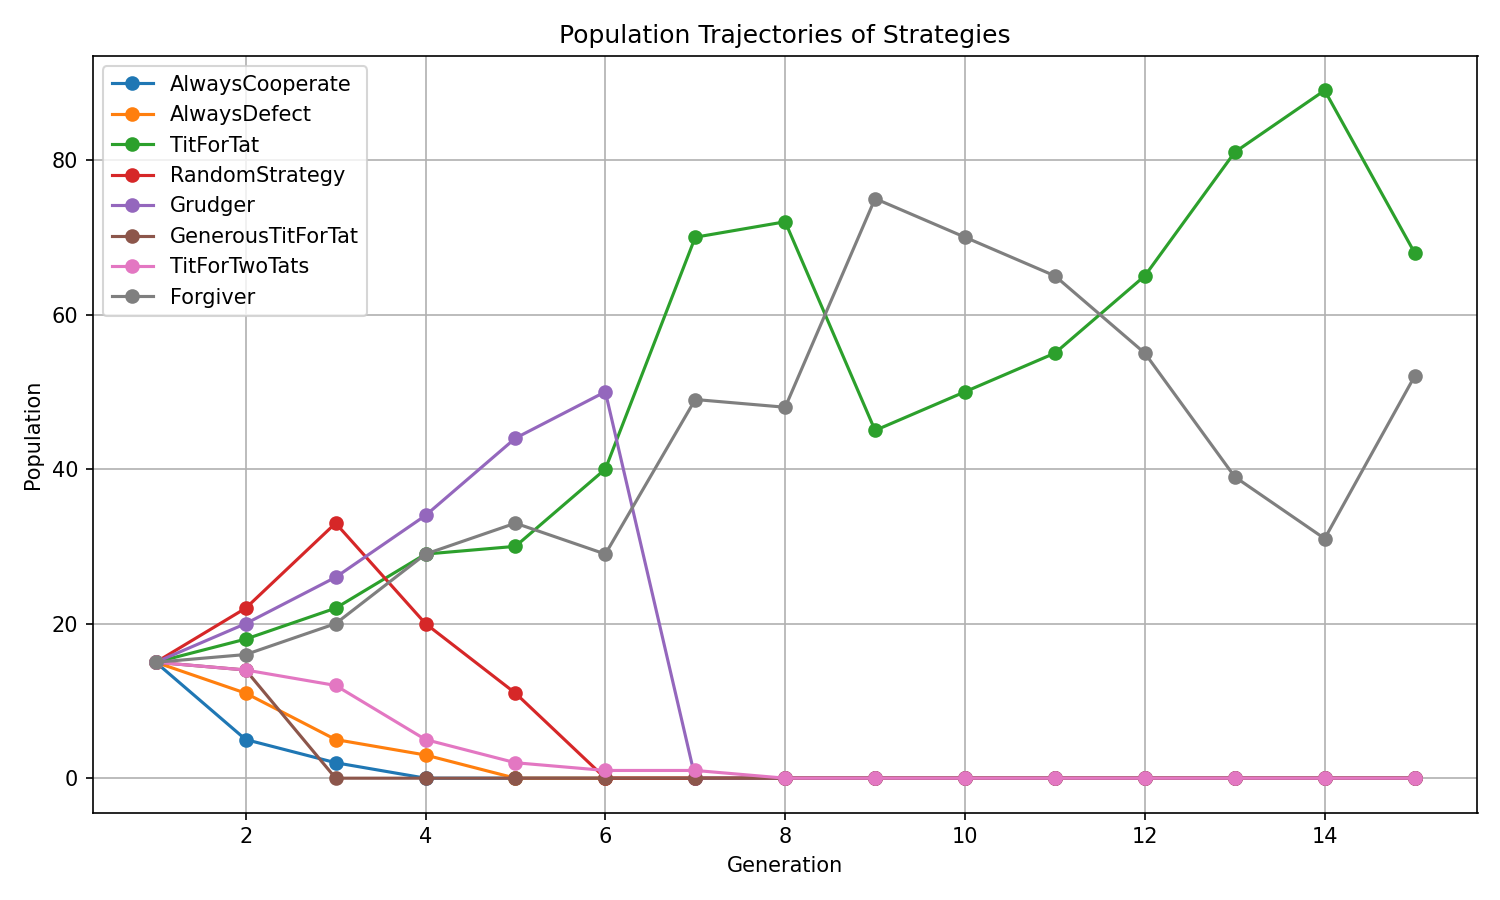 Population Trajectories of Strategies
AlwaysCooperate
AlwaysDefect
TitForTat
RandomStrategy
Grudger
GenerousTitForTat
TitForTwoTats
Forgiver
80
60
40
20
0
Population
2 4 6 8 10 12 14
Generation